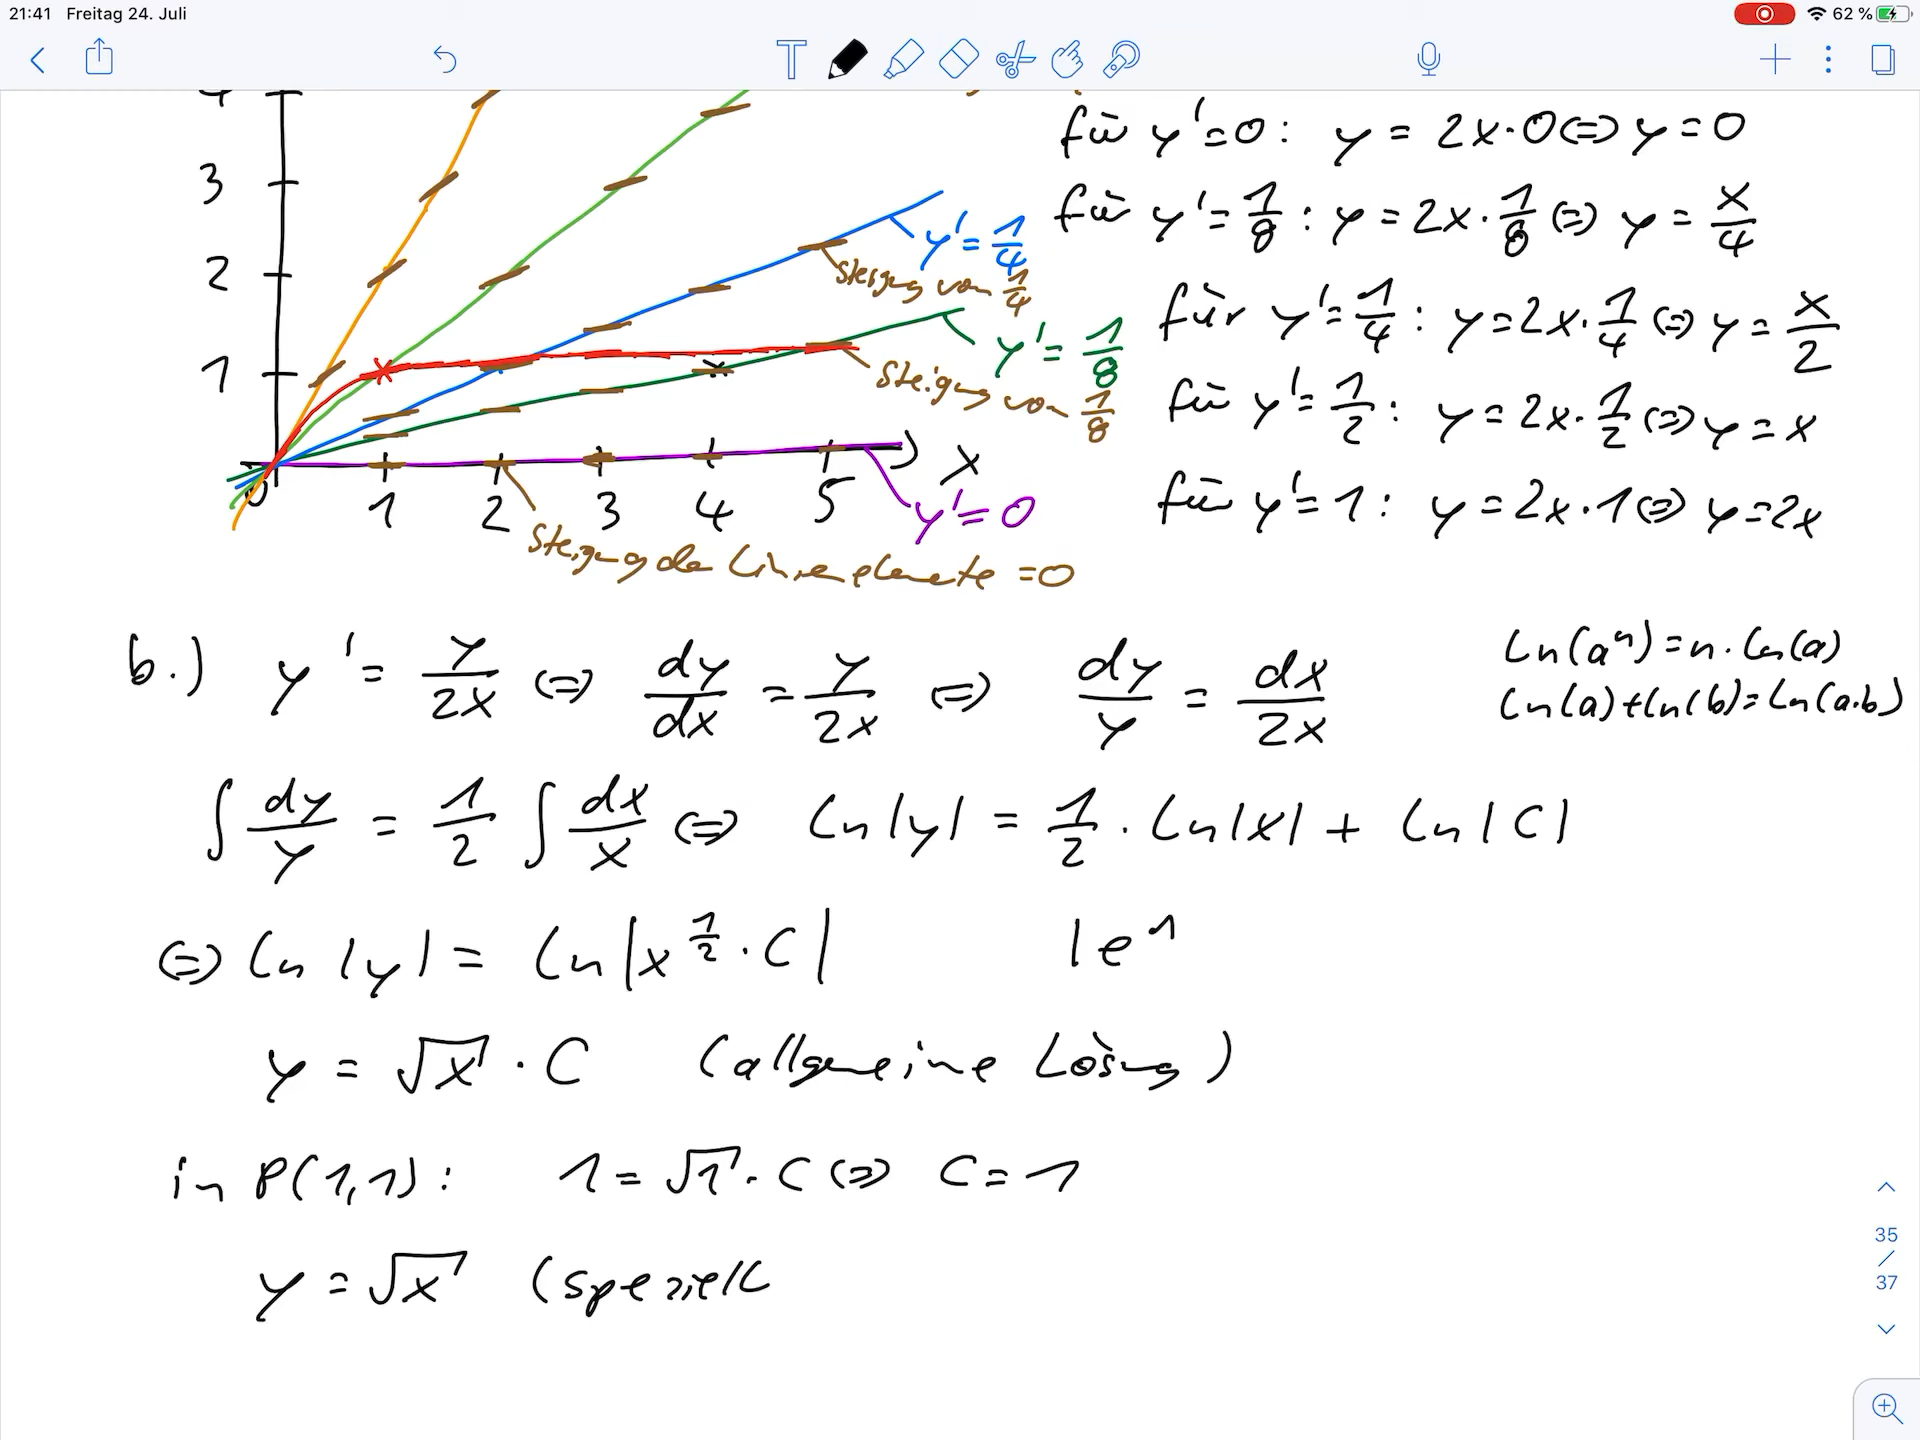 21:41 Freitag 24. Juli 62 %
4
3
2
1
0 1 2 3 4 5 x
y' = 1/4
Steigung von 1/4
y' = 1/8
Steigung von 1/8
y' = 0
Steigung der Linienelemente = 0
für y' = 0 : y = 2x · 0 <=> y = 0
für y' = 1/8 : y = 2x · 1/8 <=> y = x/4
für y' = 1/4 : y = 2x · 1/4 <=> y = x/2
für y' = 1/2 : y = 2x · 1/2 <=> y = x
für y' = 1 : y = 2x · 1 <=> y = 2x
b.) y' = y/2x <=> dy/dx = y/2x <=> dy/y = dx/2x
ln(aⁿ) = n · ln(a)
ln(a) + ln(b) = ln(a·b)
∫ dy/y = 1/2 ∫ dx/x <=> ln|y| = 1/2 · ln|x| + ln|C|
<=> ln|y| = ln|x^(1/2) · C| | e^
y = √x · C (allgemeine Lösung)
in P(1,1) : 1 = √1 · C <=> C = 1
y = √x (speziell
35
/
37